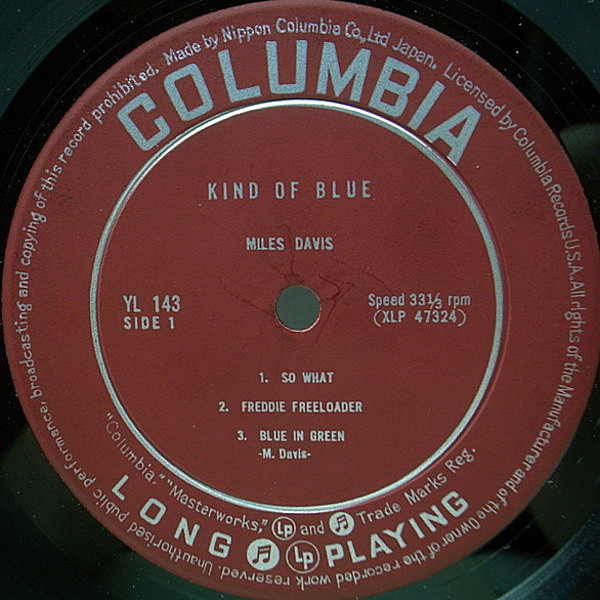 Made by Nippon Columbia Co.,Ltd Japan. Licensed by Columbia Records U.S.A. All rights of the Manufacturer and of the Owner of the recorded work reserved. Unauthorised public performance, broadcasting and copying of this record prohibited.
COLUMBIA
KIND OF BLUE
MILES DAVIS
YL 143
SIDE 1
Speed 33⅓ rpm
(XLP 47324)
1. SO WHAT
2. FREDDIE FREELOADER
3. BLUE IN GREEN
-M. Davis-
"Columbia," "Masterworks," Lp and Trade Marks Reg.
LONG Lp PLAYING